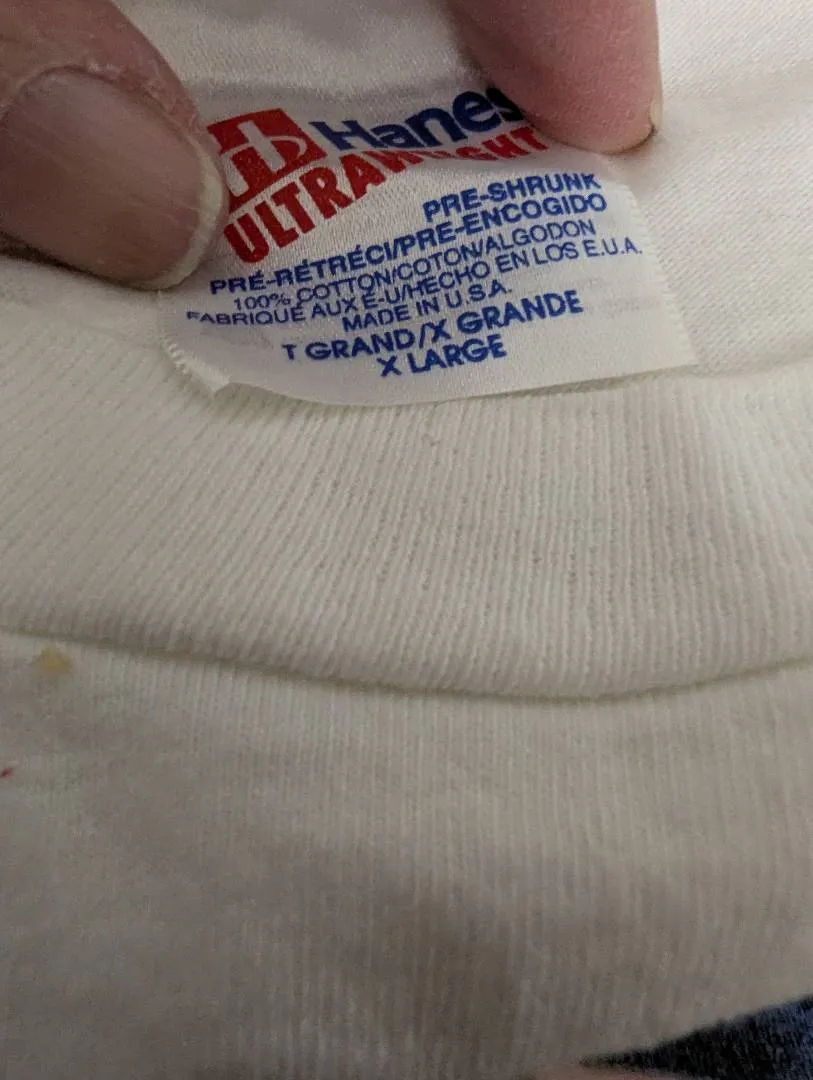 Hanes
PRE-SHRUNK
PRÉ-RÉTRÉCI/PRE-ENCOGIDO
100% COTTON/COTON/ALGODON
FABRIQUÉ AUX É-U/HECHO EN LOS E.U.A.
MADE IN U.S.A.
T GRAND/X GRANDE
X LARGE